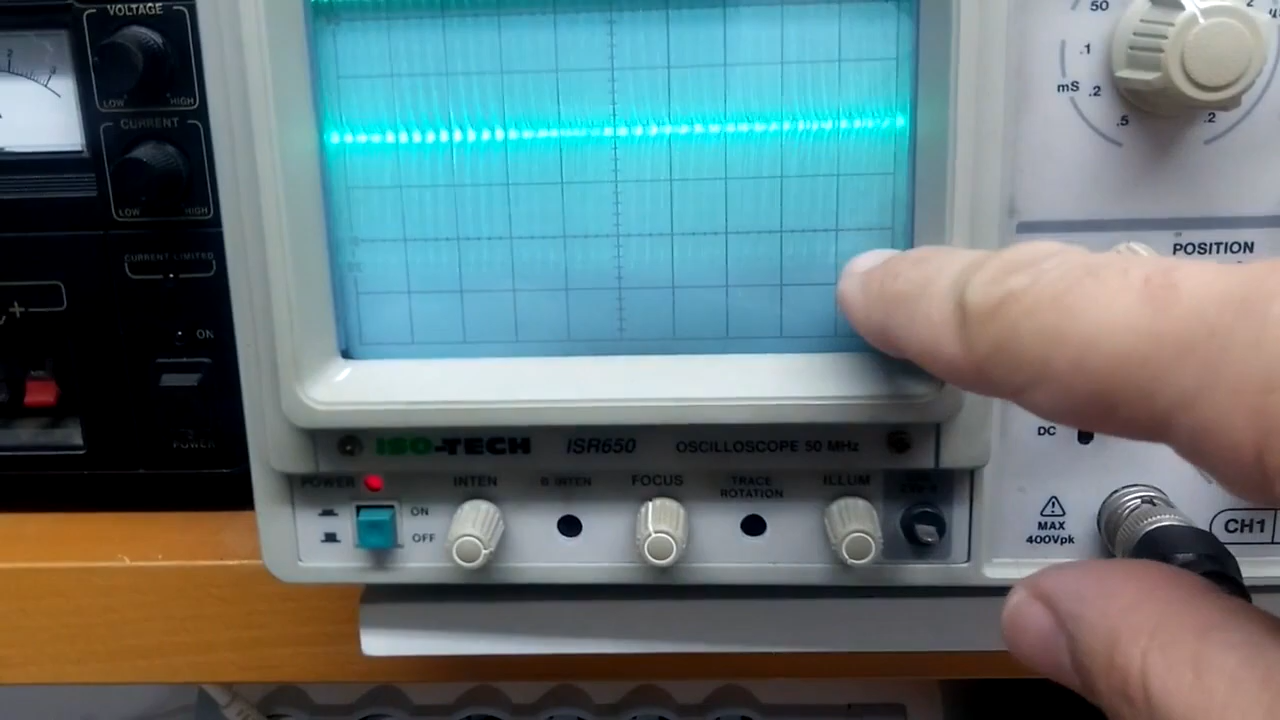 VOLTAGE
LOW HIGH
CURRENT
LOW HIGH
CURRENT LIMITED
+
ON
POWER
50
.1
mS .2
.5
.2
2
POSITION
DC
ISO-TECH ISR650 OSCILLOSCOPE 50 MHz
POWER
ON
OFF
INTEN
B INTEN
FOCUS
TRACE
ROTATION
ILLUM
MAX
400Vpk
CH1